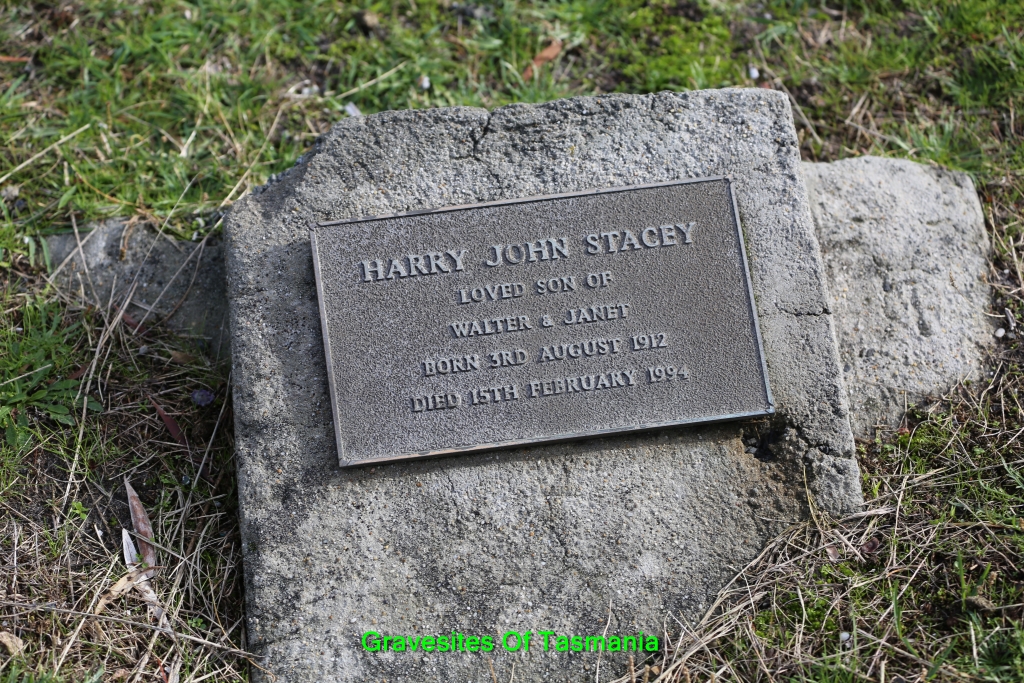 HARRY JOHN STACEY
LOVED SON OF
WALTER & JANET
BORN 3RD AUGUST 1912
DIED 15TH FEBRUARY 1994
Gravesites Of Tasmania